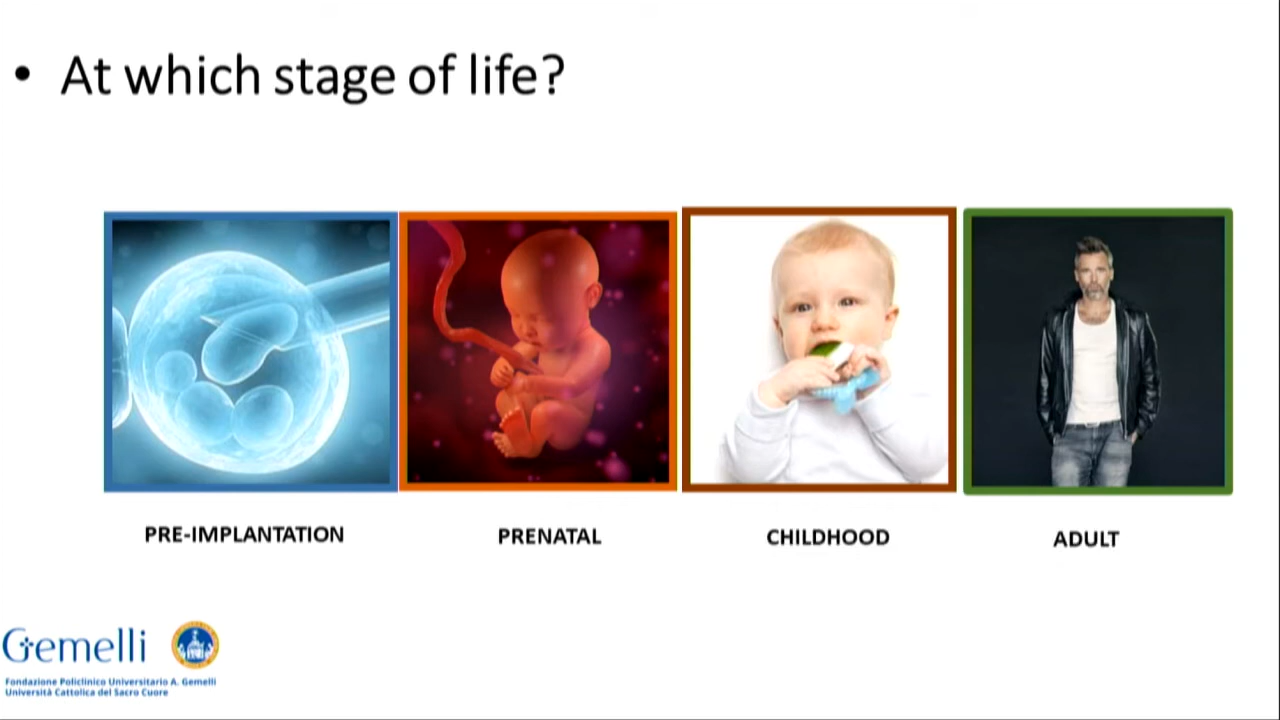 • At which stage of life?
PRE-IMPLANTATION
PRENATAL
CHILDHOOD
ADULT
Gemelli
Fondazione Policlinico Universitario A. Gemelli
Università Cattolica del Sacro Cuore